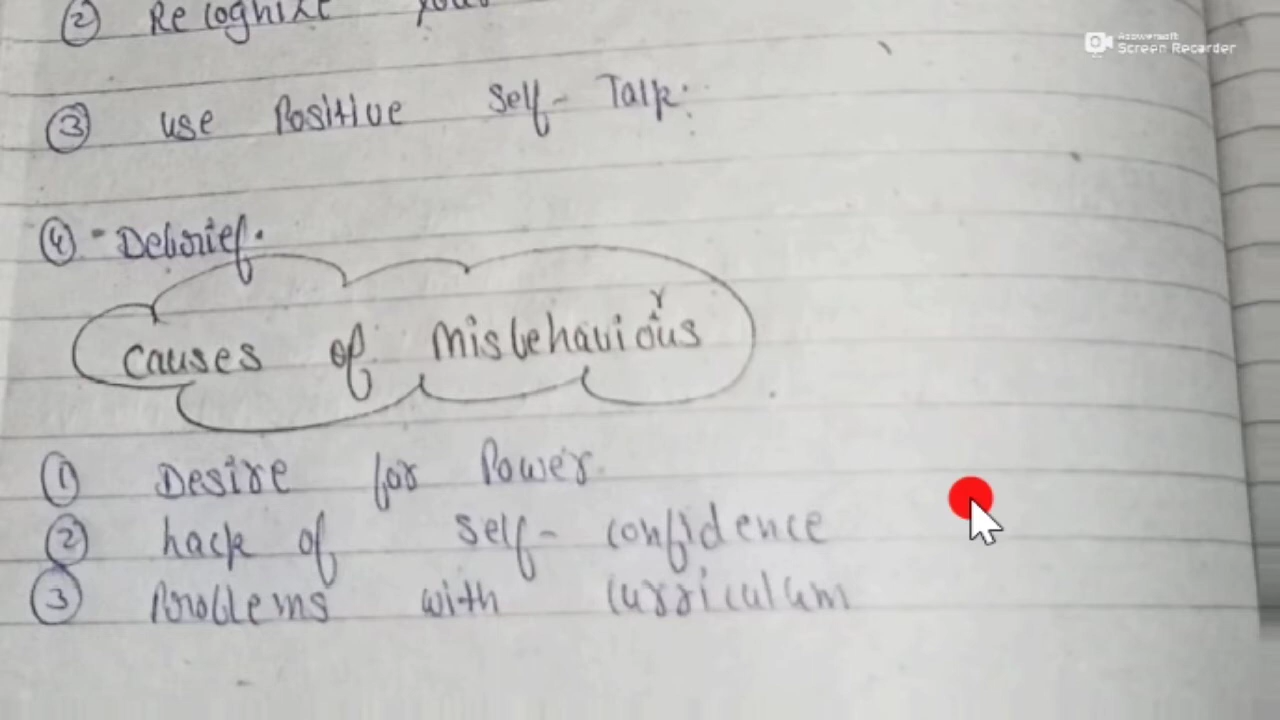 ② Recognize
③ use Positive Self-Talk.
④ - Debrief.
causes of misbehaviours
① Desire for Power.
② Lack of Self-confidence
③ Problems with curriculum
Apowersoft
Screen Recorder